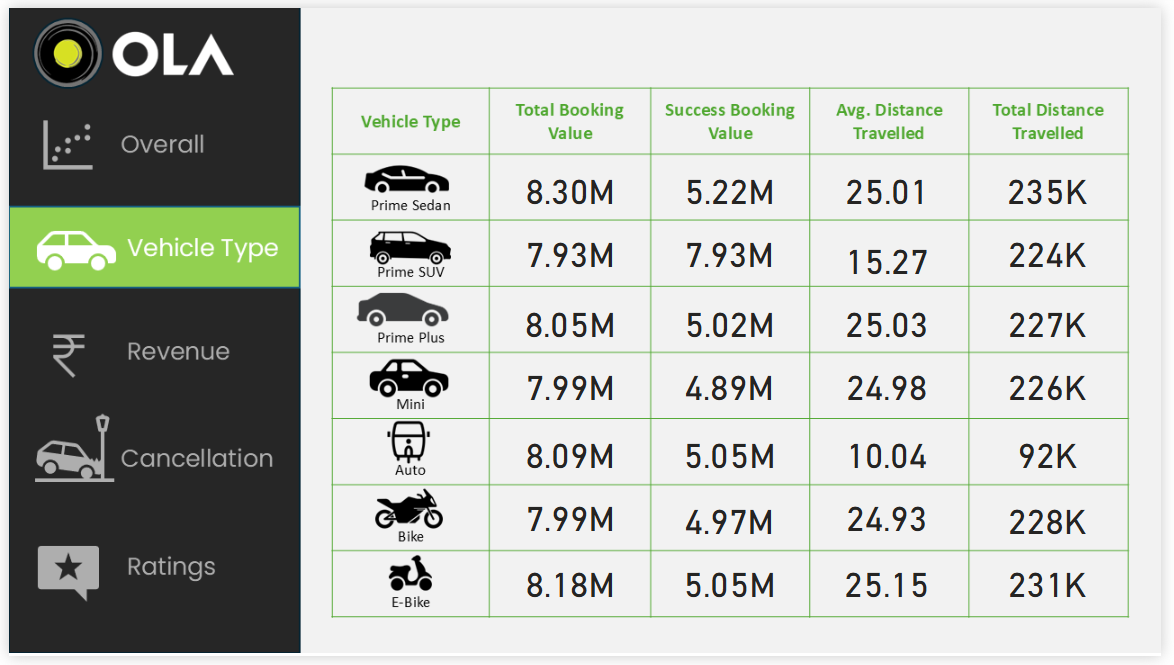 OLA
Overall
Vehicle Type
Revenue
Cancellation
Ratings
Vehicle Type Total Booking Value Success Booking Value Avg. Distance Travelled Total Distance Travelled
Prime Sedan 8.30M 5.22M 25.01 235K
Prime SUV 7.93M 7.93M 15.27 224K
Prime Plus 8.05M 5.02M 25.03 227K
Mini 7.99M 4.89M 24.98 226K
Auto 8.09M 5.05M 10.04 92K
Bike 7.99M 4.97M 24.93 228K
E-Bike 8.18M 5.05M 25.15 231K